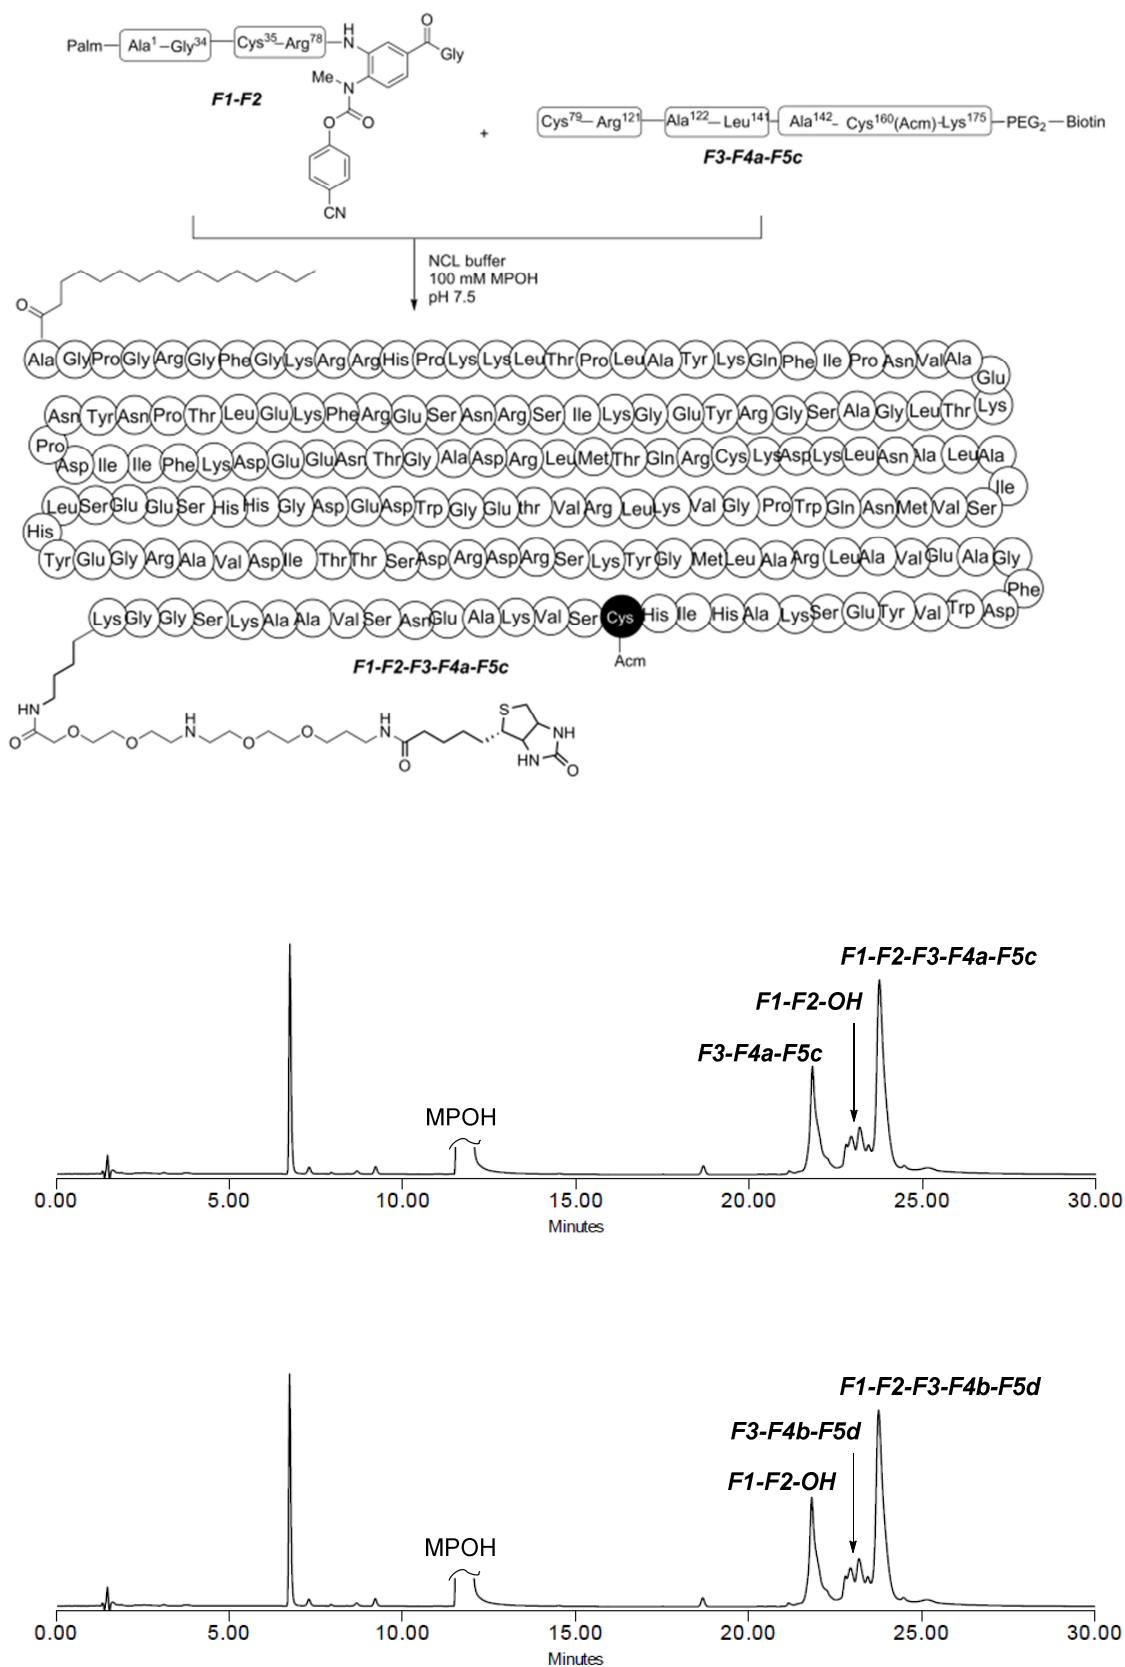 O
H
Palm Ala¹ –Gly³⁴ Cys³⁵–Arg⁷⁸ NH Gly
Me N
F1-F2
O O
Cys⁷⁹– Arg¹²¹ Ala¹²²– Leu¹⁴¹ Ala¹⁴²- Cys¹⁶⁰(Acm)-Lys¹⁷⁵ PEG₂ Biotin
+
F3-F4a-F5c
CN
NCL buffer
100 mM MPOH
pH 7.5
O
Ala Gly Pro Gly Arg Gly Phe Gly Lys Arg Arg His Pro Lys Lys Leu Thr Pro Leu Ala Tyr Lys Gln Phe Ile Pro Asn Val Ala
Glu
Asn Tyr Asn Pro Thr Leu Glu Lys Phe Arg Glu Ser Asn Arg Ser Ile Lys Gly Glu Tyr Arg Gly Ser Ala Gly Leu Thr Lys
Pro
Asp Ile Ile Phe Lys Asp Glu Glu Asn Thr Gly Ala Asp Arg Leu Met Thr Gln Arg Cys Lys Asp Lys Leu Asn Ala Leu Ala
Ile
Leu Ser Glu Glu Ser His His Gly Asp Glu Asp Trp Gly Glu thr Val Arg Leu Lys Val Gly Pro Trp Gln Asn Met Val Ser
His
Tyr Glu Gly Arg Ala Val Asp Ile Thr Thr Ser Asp Arg Asp Arg Ser Lys Tyr Gly Met Leu Ala Arg Leu Ala Val Glu Ala Gly
Phe
Lys Gly Gly Ser Lys Ala Ala Val Ser Asn Glu Ala Lys Val Ser Cys His Ile His Ala Lys Ser Glu Tyr Val Trp Asp
Acm
F1-F2-F3-F4a-F5c
HN O O O H N O O H N O S NH HN O
F1-F2-F3-F4a-F5c
F1-F2-OH
F3-F4a-F5c
MPOH
0.00 5.00 10.00 15.00 20.00 25.00 30.00
Minutes
F1-F2-F3-F4b-F5d
F3-F4b-F5d
F1-F2-OH
MPOH
0.00 5.00 10.00 15.00 20.00 25.00 30.00
Minutes